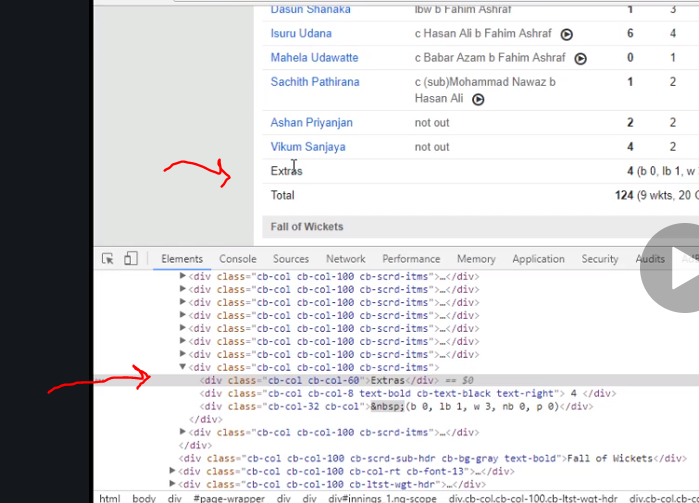 Dasun Shanaka lbw b Fahim Ashraf 1 3
Isuru Udana c Hasan Ali b Fahim Ashraf 6 4
Mahela Udawatte c Babar Azam b Fahim Ashraf 0 1
Sachith Pathirana c (sub)Mohammad Nawaz b Hasan Ali 1 2
Ashan Priyanjan not out 2 2
Vikum Sanjaya not out 4 2
Extras 4 (b 0, lb 1, w
Total 124 (9 wkts, 20
Fall of Wickets
Elements Console Sources Network Performance Memory Application Security Audits
<div class="cb-col cb-col-100 cb-scrd-itms">…</div>
<div class="cb-col cb-col-100 cb-scrd-itms">…</div>
<div class="cb-col cb-col-100 cb-scrd-itms">…</div>
<div class="cb-col cb-col-100 cb-scrd-itms">…</div>
<div class="cb-col cb-col-100 cb-scrd-itms">…</div>
<div class="cb-col cb-col-100 cb-scrd-itms">…</div>
<div class="cb-col cb-col-100 cb-scrd-itms">…</div>
<div class="cb-col cb-col-100 cb-scrd-itms">
<div class="cb-col cb-col-60">Extras</div> == $0
<div class="cb-col cb-col-8 text-bold cb-text-black text-right"> 4 </div>
<div class="cb-col-32 cb-col">&nbsp;(b 0, lb 1, w 3, nb 0, p 0)</div>
</div>
<div class="cb-col cb-col-100 cb-scrd-itms">…</div>
</div>
<div class="cb-col cb-col-100 cb-scrd-sub-hdr cb-bg-gray text-bold">Fall of Wickets</div>
<div class="cb-col cb-col-100 cb-col-rt cb-font-13">…</div>
<div class="cb-col cb-col-100 cb-ltst-wgt-hdr">…</div>
html body div #page-wrapper div div div#innings_1.ng-scope div.cb-col.cb-col-100.cb-ltst-wgt-hdr div.cb-col.cb-col-100.cb-scrd-itms